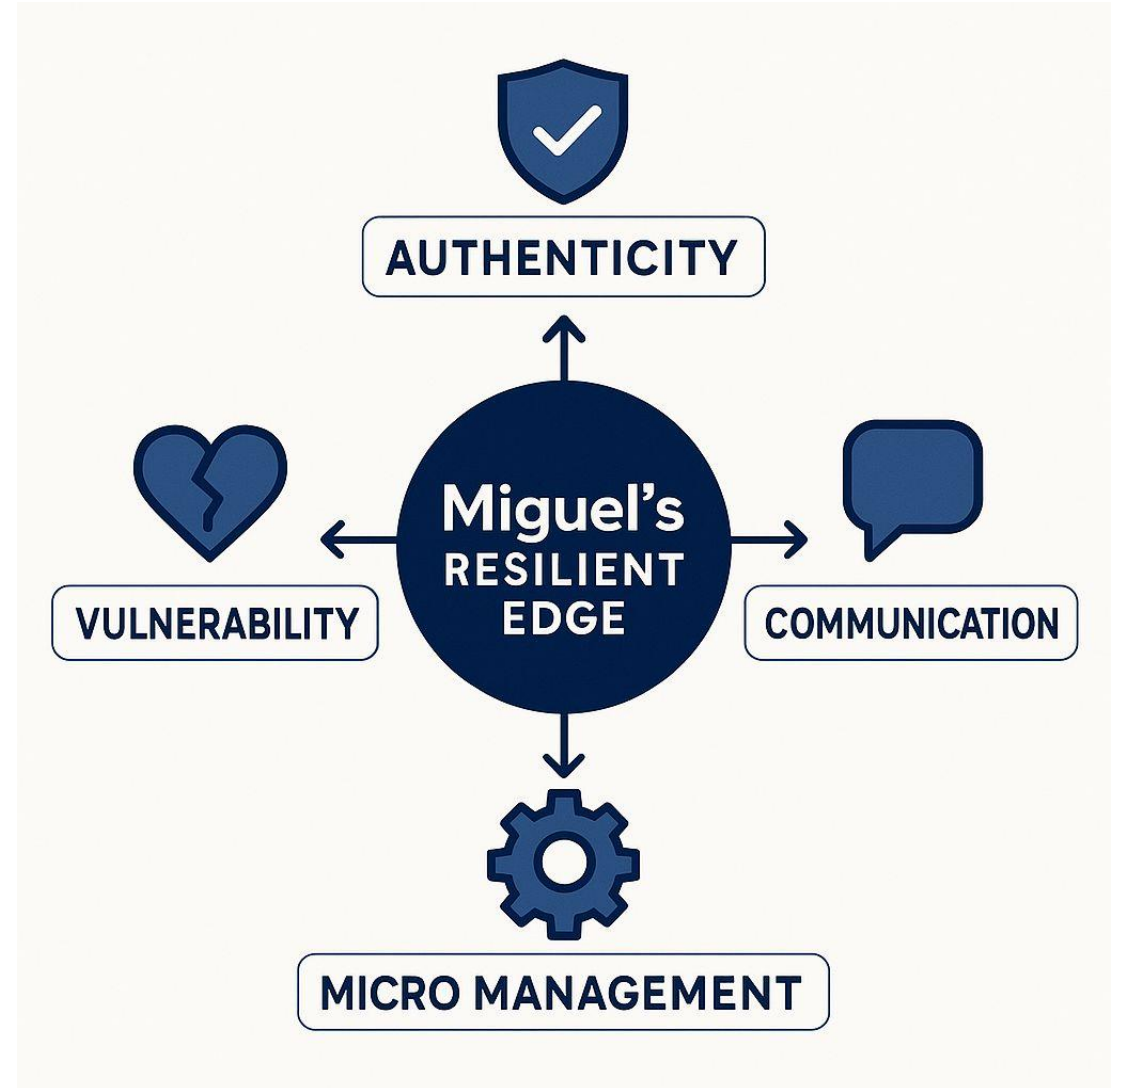 AUTHENTICITY
Miguel's
RESILIENT
EDGE
VULNERABILITY
COMMUNICATION
MICRO MANAGEMENT